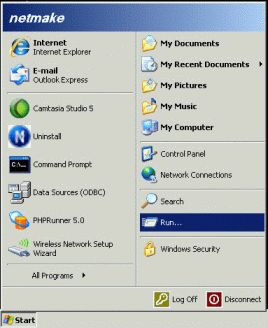 netmake
Internet
Internet Explorer
E-mail
Outlook Express
Camtasia Studio 5
Uninstall
Command Prompt
Data Sources (ODBC)
PHPRunner 5.0
Wireless Network Setup
Wizard
All Programs
My Documents
My Recent Documents
My Pictures
My Music
My Computer
Control Panel
Network Connections
Search
Run...
Windows Security
Log Off
Disconnect
Start